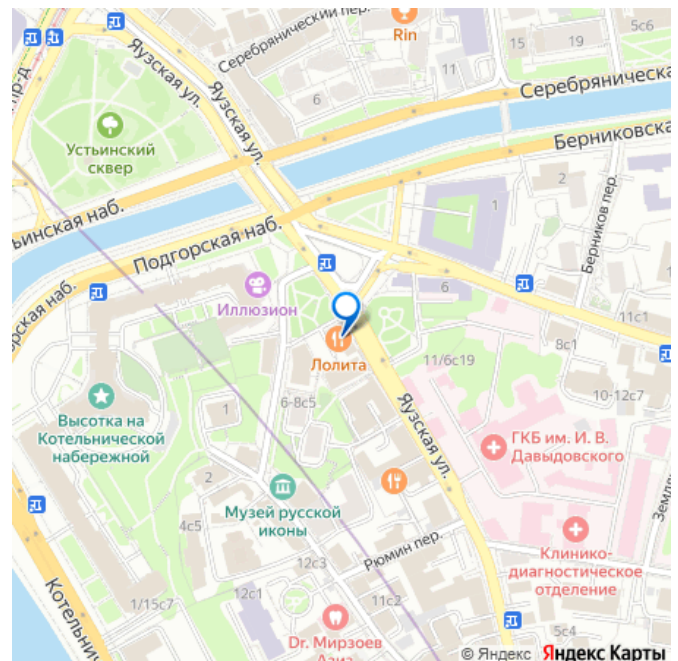 Серебрянический пер.
Rin
15
19
5с6
11
6
Яузская ул.
Яузская ул.
Серебряническа
Устьинский
сквер
Берниковска
ьинская наб.
Подгорская наб.
2
1
Берников пер.
Иллюзион
6
11с1
8с1
Лолита
11/6с19
10-12с7
Высотка на
Котельнической
набережной
1
6-8с5
Яузская ул.
ГКБ им. И. В.
Давыдовского
2
Музей русской
иконы
4с5
Земля
Рюмин пер.
Клинико-
диагностическое
отделение
12с3
12с1
11с2
1/15с7
Котельнич
Dr. Мирзоев
5с4
© Яндекс Яндекс Карты